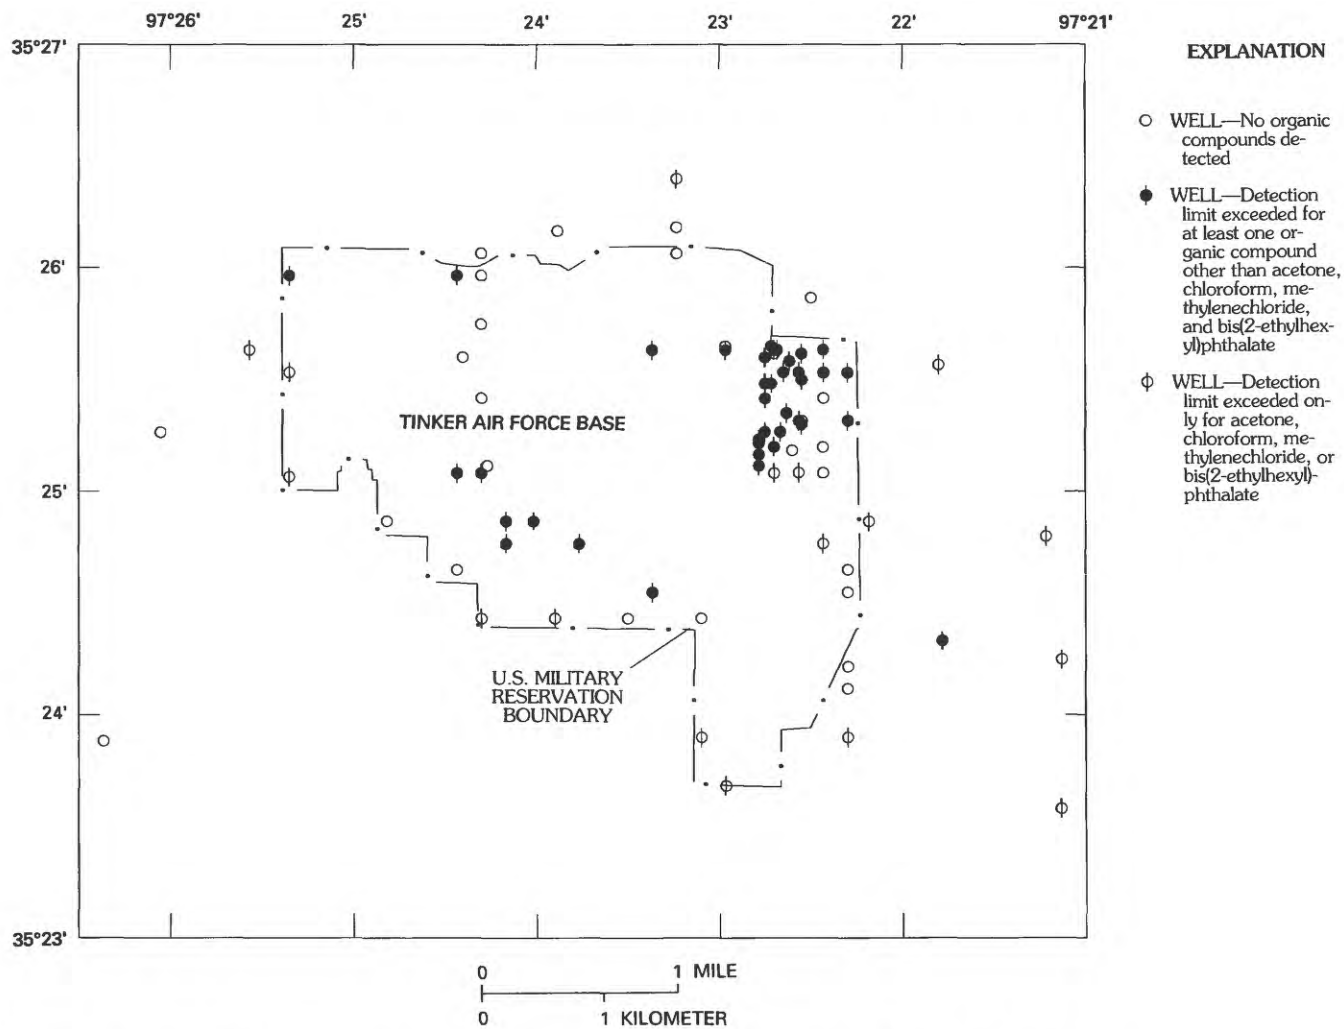 97°26' 25' 24' 23' 22' 97°21'
35°27'
26'
25'
24'
35°23'
TINKER AIR FORCE BASE
U.S. MILITARY
RESERVATION
BOUNDARY
0 1 MILE
0 1 KILOMETER
EXPLANATION
WELL—No organic
compounds de-
tected
WELL—Detection
limit exceeded for
at least one or-
ganic compound
other than acetone,
chloroform, me-
thylenechloride,
and bis(2-ethylhex-
yl)phthalate
WELL—Detection
limit exceeded on-
ly for acetone,
chloroform, me-
thylenechloride, or
bis(2-ethylhexyl)-
phthalate